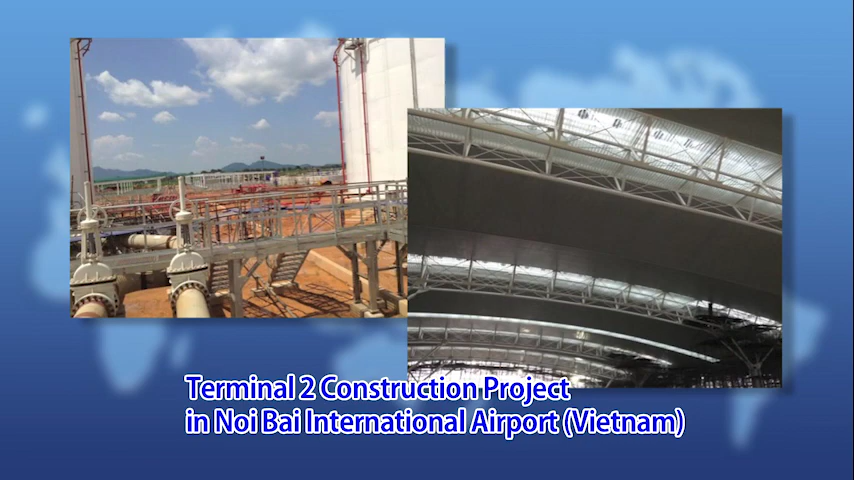 Terminal 2 Construction Project
in Noi Bai International Airport (Vietnam)